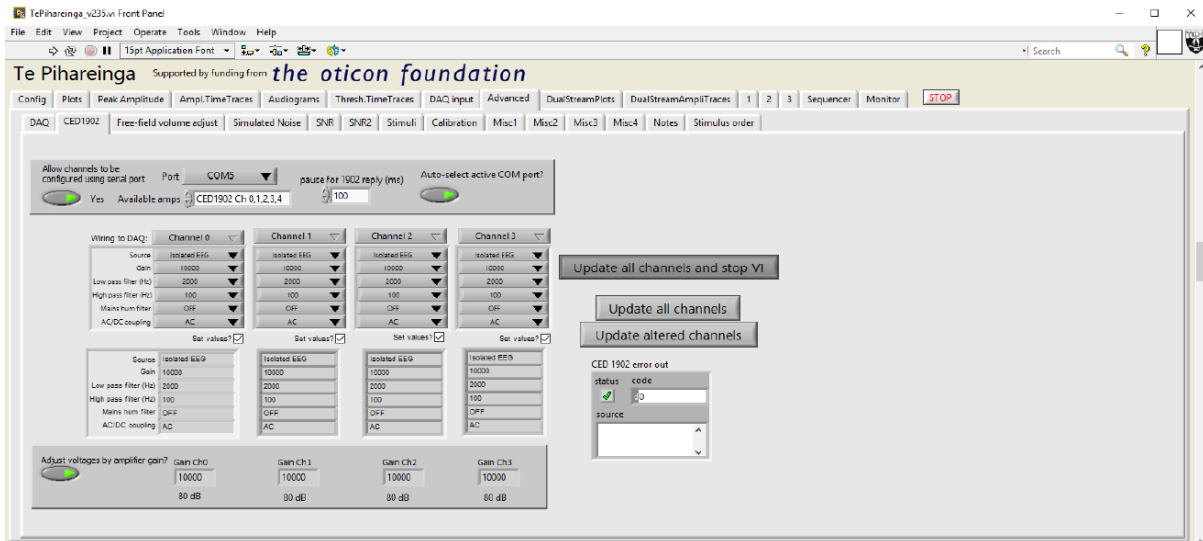 TePihareinga_v235.vi Front Panel
File Edit View Project Operate Tools Window Help
15pt Application Font Search
Te Pihareinga Supported by funding from the oticon foundation
Config Plots Peak Amplitude Ampl.TimeTraces Audiograms Thresh.TimeTraces DAQ input Advanced DualStreamPlots DualStreamAmpliTraces 1 2 3 Sequencer Monitor STOP
DAQ CED1902 Free-field volume adjust Simulated Noise SNR SNR2 Stimuli Calibration Misc1 Misc2 Misc3 Misc4 Notes Stimulus order
Allow channels to be
configured using serial port Port COM5 pause for 1902 reply (ms) Auto-select active COM port?
Yes Available amps CED1902 Ch 0,1,2,3,4 100
Wiring to DAQ: Channel 0 Channel 1 Channel 2 Channel 3
Source Isolated EEG Isolated EEG Isolated EEG Isolated EEG
Gain 10000 10000 10000 10000
Low pass filter (Hz) 2000 2000 2000 2000
High pass filter (Hz) 100 100 100 100
Mains hum filter OFF OFF OFF OFF
AC/DC coupling AC AC AC AC
Set values? Set values? Set values? Set values?
Source Isolated EEG Isolated EEG Isolated EEG Isolated EEG
Gain 10000 10000 10000 10000
Low pass filter (Hz) 2000 2000 2000 2000
High pass filter (Hz) 100 100 100 100
Mains hum filter OFF OFF OFF OFF
AC/DC coupling AC AC AC AC
Adjust voltages by amplifier gain? Gain Ch0 Gain Ch1 Gain Ch2 Gain Ch3
10000 10000 10000 10000
80 dB 80 dB 80 dB 80 dB
Update all channels and stop VI
Update all channels
Update altered channels
CED 1902 error out
status code
0
source